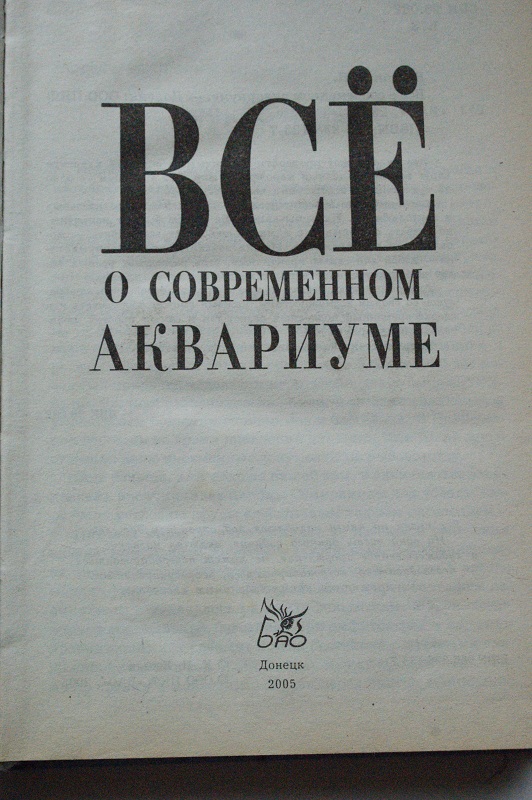 ВСЁ
О СОВРЕМЕННОМ
АКВАРИУМЕ
БАО
Донецк
2005